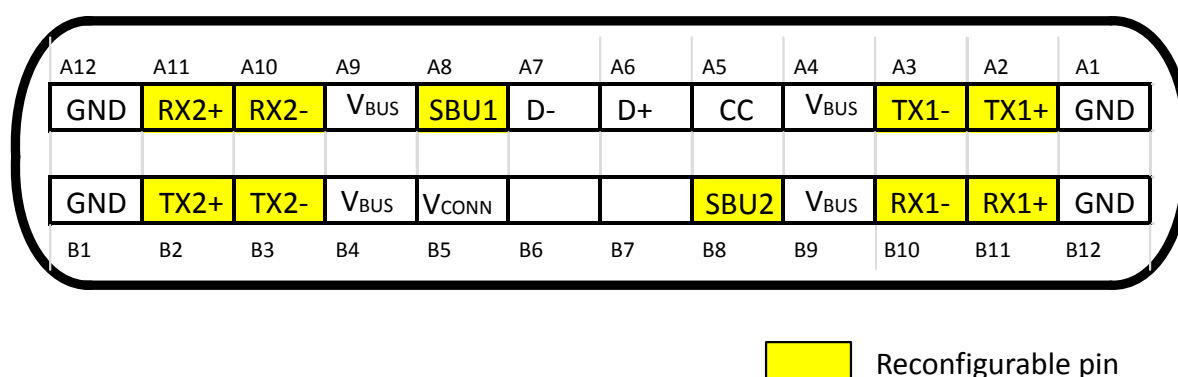 A12 A11 A10 A9 A8 A7 A6 A5 A4 A3 A2 A1
GND RX2+ RX2- VBUS SBU1 D- D+ CC VBUS TX1- TX1+ GND
GND TX2+ TX2- VBUS VCONN SBU2 VBUS RX1- RX1+ GND
B1 B2 B3 B4 B5 B6 B7 B8 B9 B10 B11 B12
Reconfigurable pin